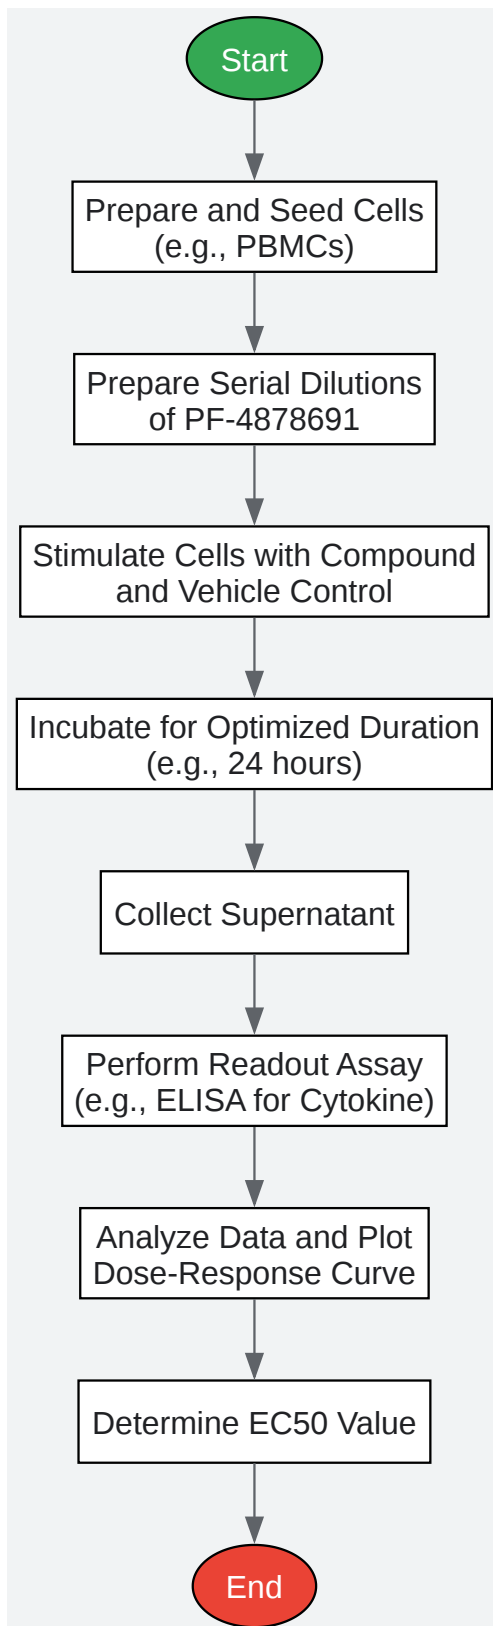 Start
Prepare and Seed Cells
(e.g., PBMCs)
Prepare Serial Dilutions
of PF-4878691
Stimulate Cells with Compound
and Vehicle Control
Incubate for Optimized Duration
(e.g., 24 hours)
Collect Supernatant
Perform Readout Assay
(e.g., ELISA for Cytokine)
Analyze Data and Plot
Dose-Response Curve
Determine EC50 Value
End